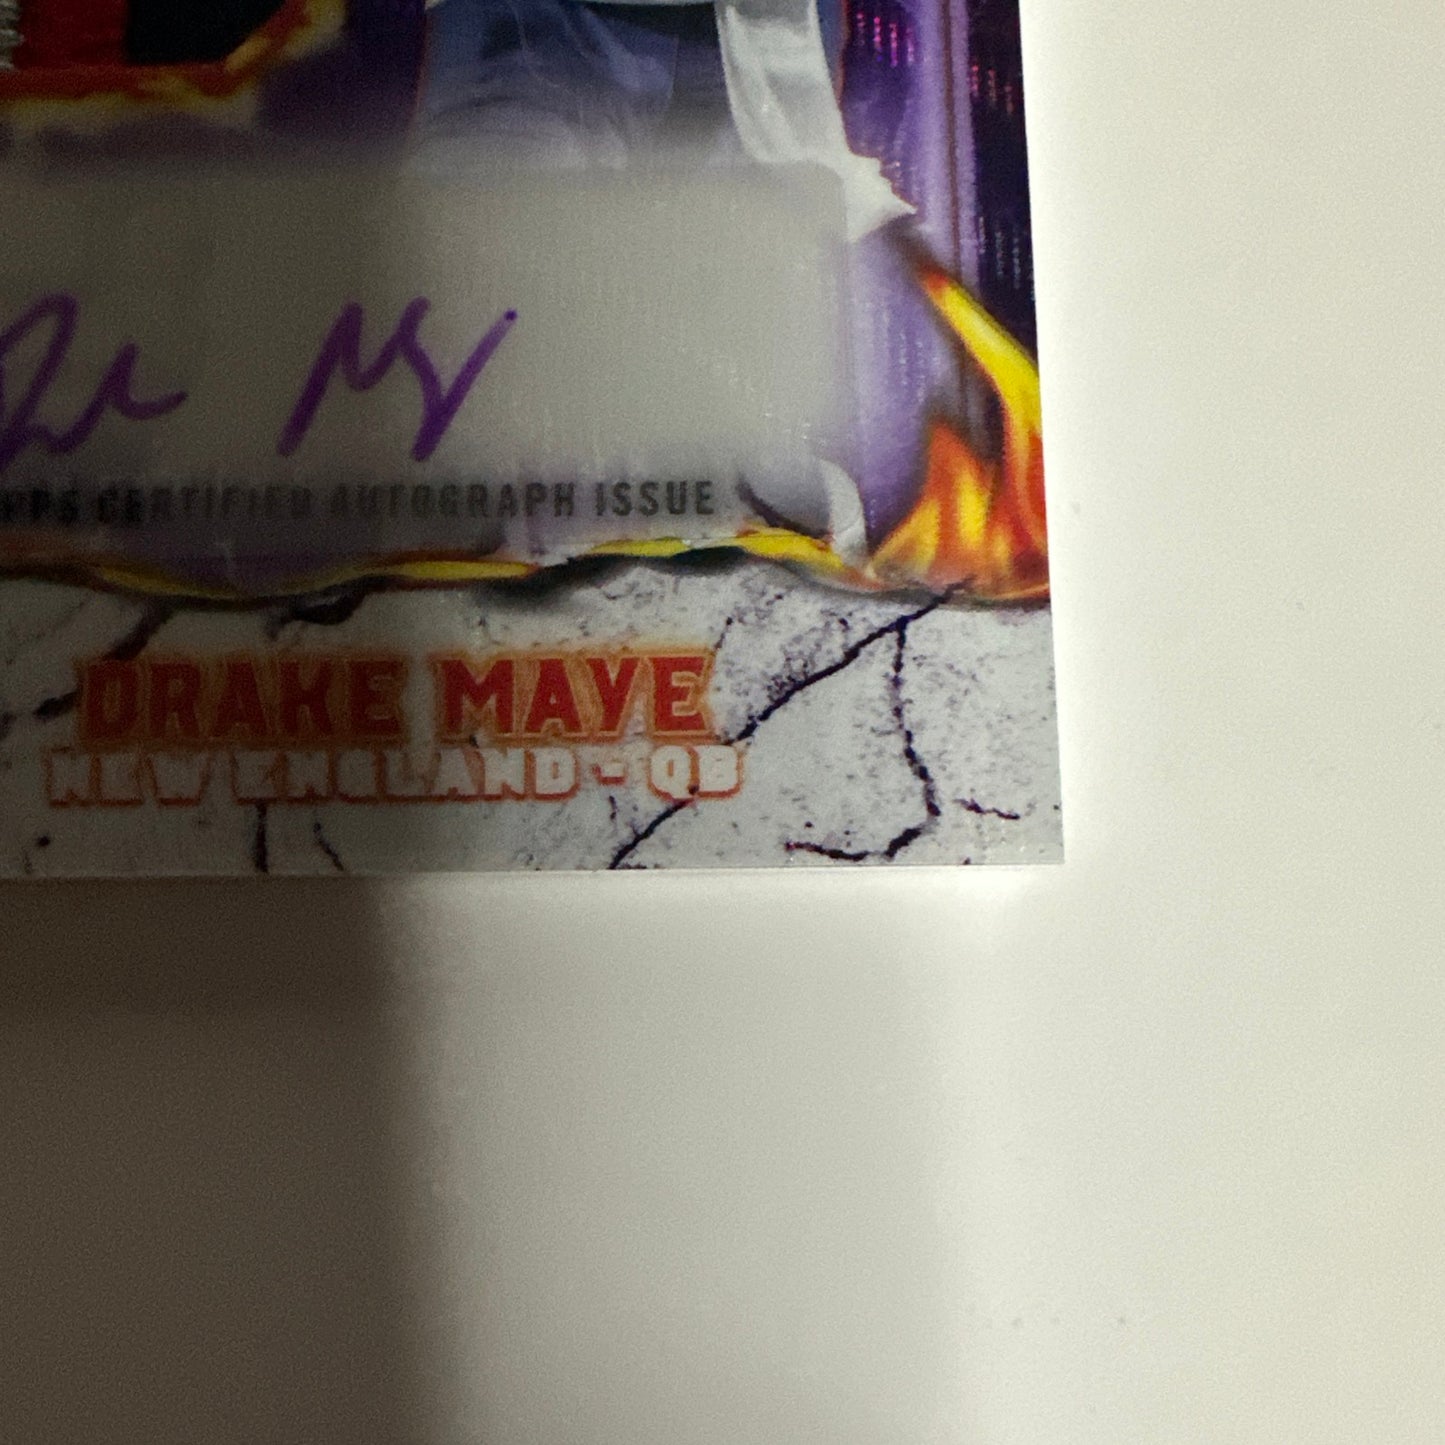 CERTIFIED AUTOGRAPH ISSUE
DRAKE MAYE
NEW ENGLAND - QB